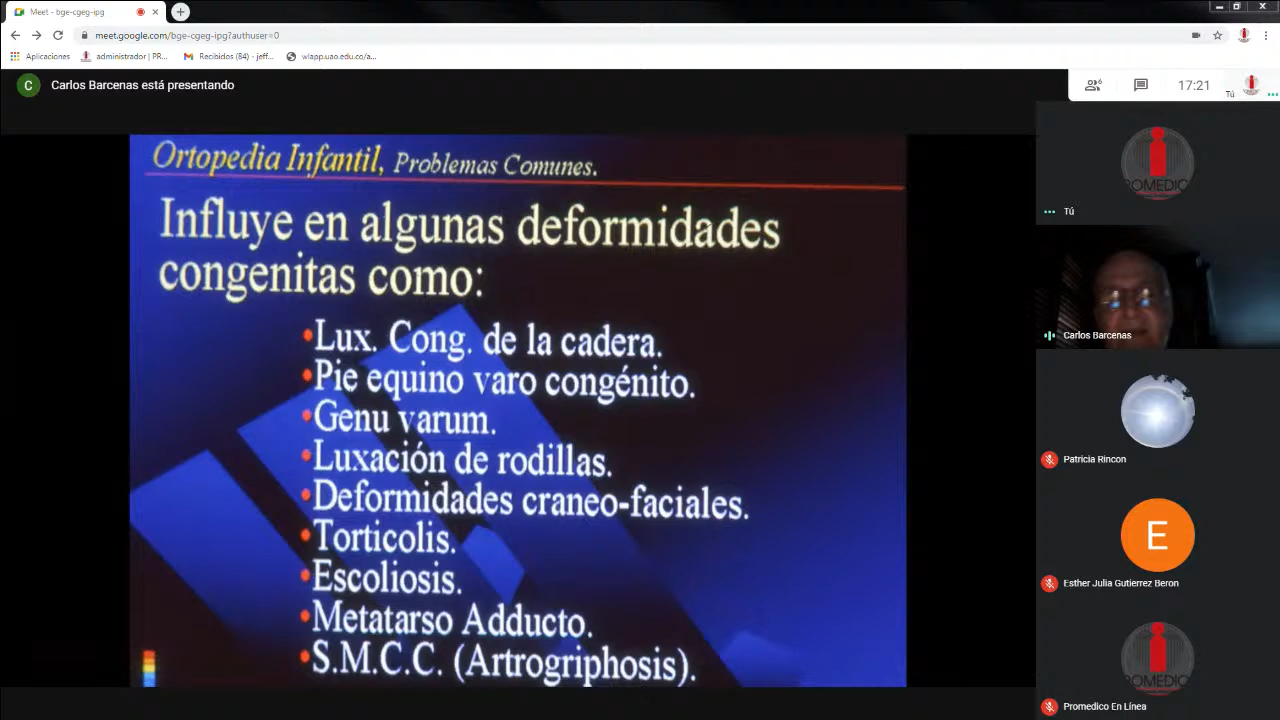 Meet - bge-cgeg-ipg
meet.google.com/bge-cgeg-ipg?authuser=0
Aplicaciones
administrador | PR...
Recibidos (84) - jeff...
wlapp.uao.edu.co/a...
C
Carlos Barcenas está presentando
6
17:21
Tú
Ortopedia Infantil, Problemas Comunes.
Influye en algunas deformidades
congenitas como:
•Lux. Cong. de la cadera.
•Pie equino varo congénito.
•Genu varum.
•Luxación de rodillas.
•Deformidades craneo-faciales.
•Torticolis.
•Escoliosis.
•Metatarso Adducto.
•S.M.C.C. (Artrogriphosis).
Tú
Carlos Barcenas
Patricia Rincon
E
Esther Julia Gutierrez Beron
Promedico En Línea